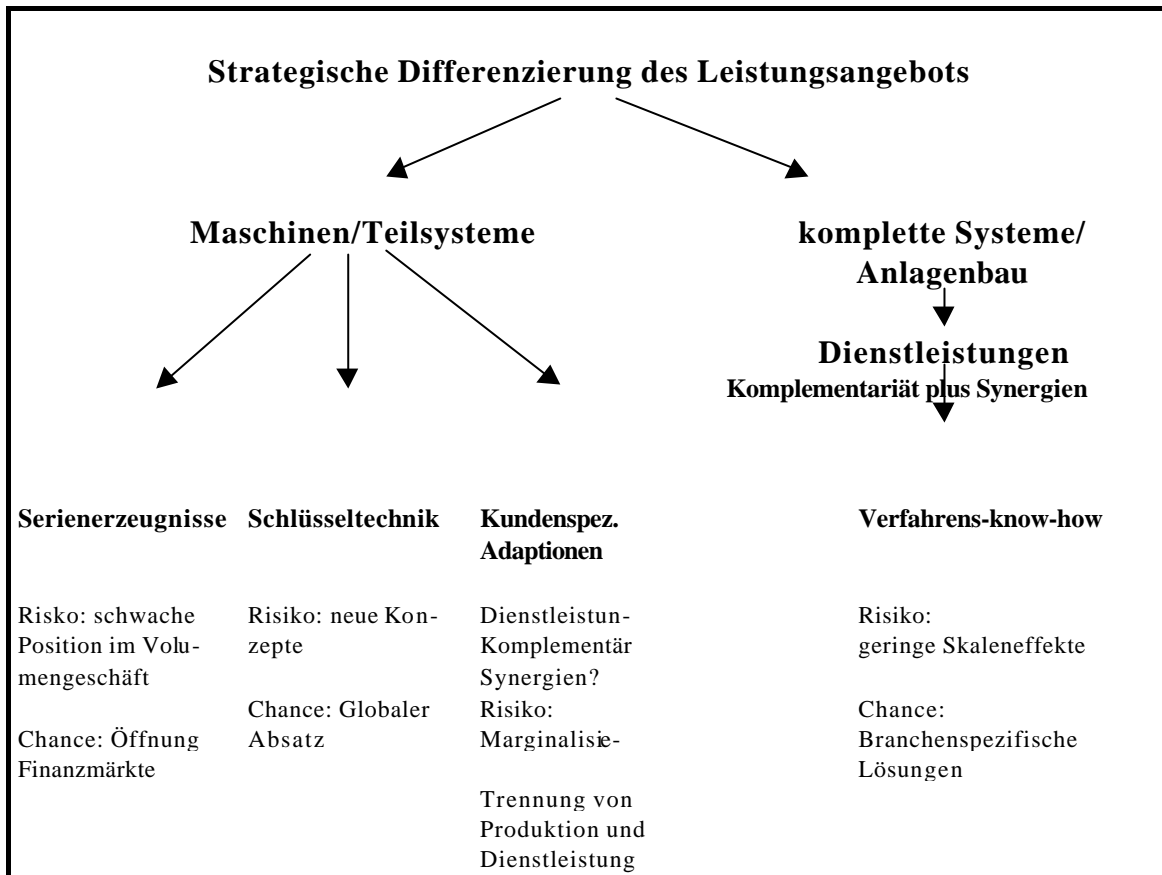 Strategische Differenzierung des Leistungsangebots
Maschinen/Teilsysteme
komplette Systeme/
Anlagenbau
Dienstleistungen
Komplementariät plus Synergien
Serienerzeugnisse
Risko: schwache
Position im Volu-
mengeschäft
Chance: Öffnung
Finanzmärkte
Schlüsseltechnik
Risiko: neue Kon-
zepte
Chance: Globaler
Absatz
Kundenspez.
Adaptionen
Dienstleistun-
Komplementär
Synergien?
Risiko:
Marginalisie-
Trennung von
Produktion und
Dienstleistung
Verfahrens-know-how
Risiko:
geringe Skaleneffekte
Chance:
Branchenspezifische
Lösungen